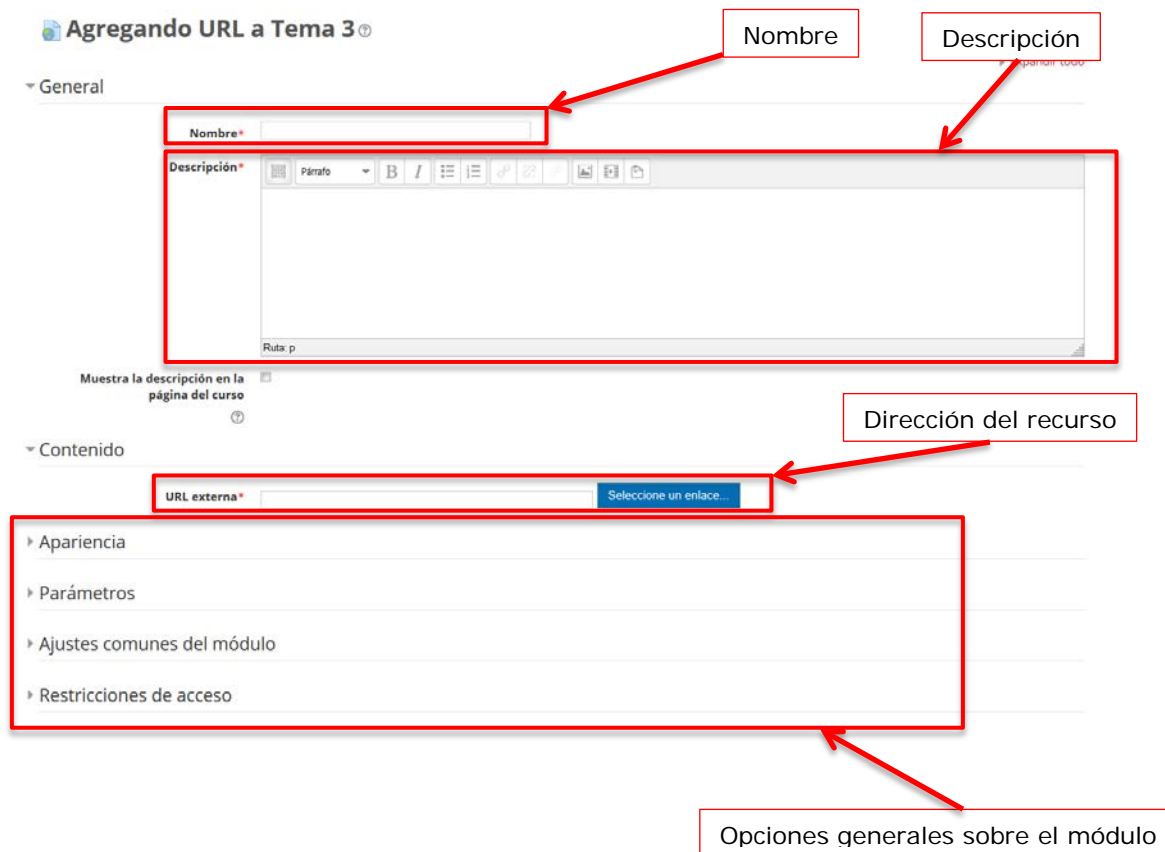 Agregando URL a Tema 3
Nombre
Descripción
Expandir todo
General
Nombre*
Descripción*
Párrafo
B I
Ruta: p
Muestra la descripción en la
página del curso
Dirección del recurso
Contenido
URL externa*
Seleccione un enlace...
Apariencia
Parámetros
Ajustes comunes del módulo
Restricciones de acceso
Opciones generales sobre el módulo